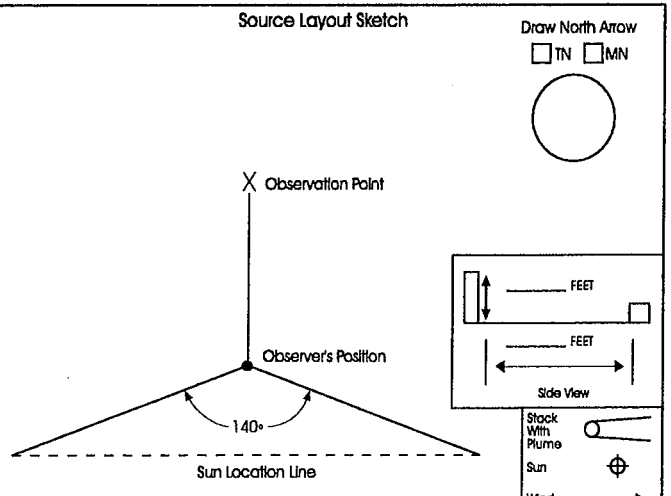 Source Layout Sketch
Draw North Arrow
TN MN
X Observation Point
FEET
Observer's Position
FEET
Side View
140°
Stack
With
Plume
Sun Location Line
Sun
Wind